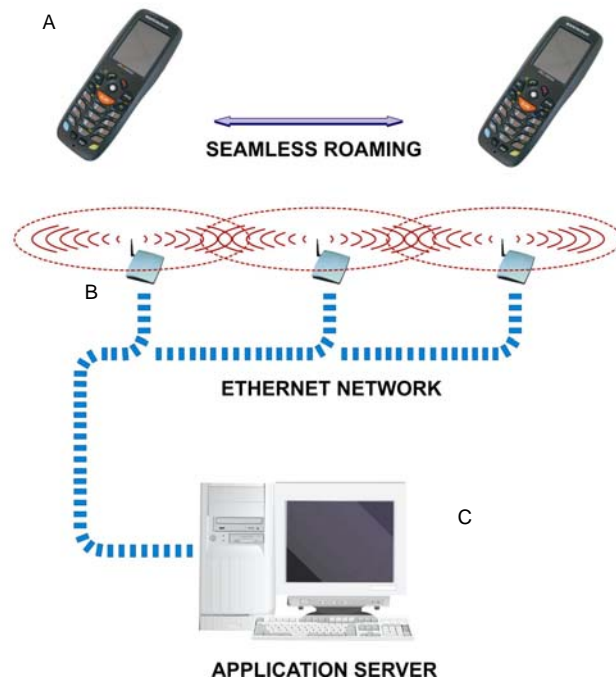 A
SEAMLESS ROAMING
B
ETHERNET NETWORK
C
APPLICATION SERVER